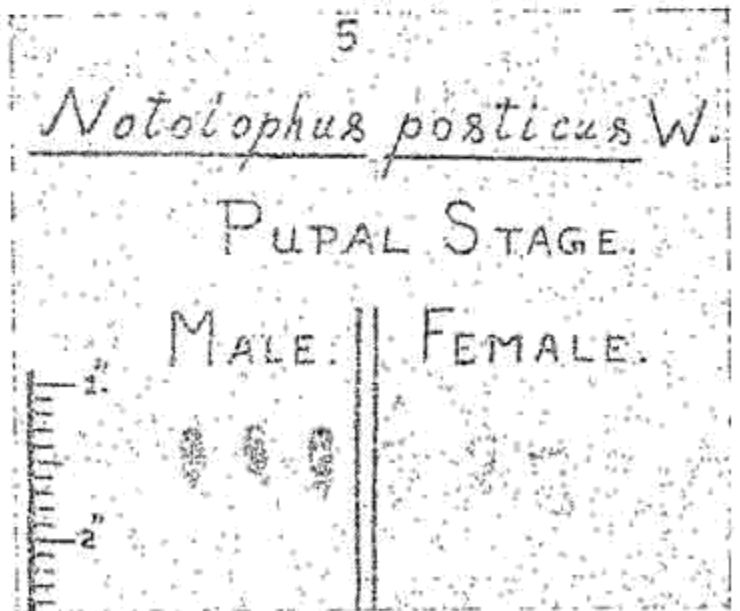 5
Notolophus posticus W.
PUPAL STAGE.
MALE. FEMALE.
1"
2"